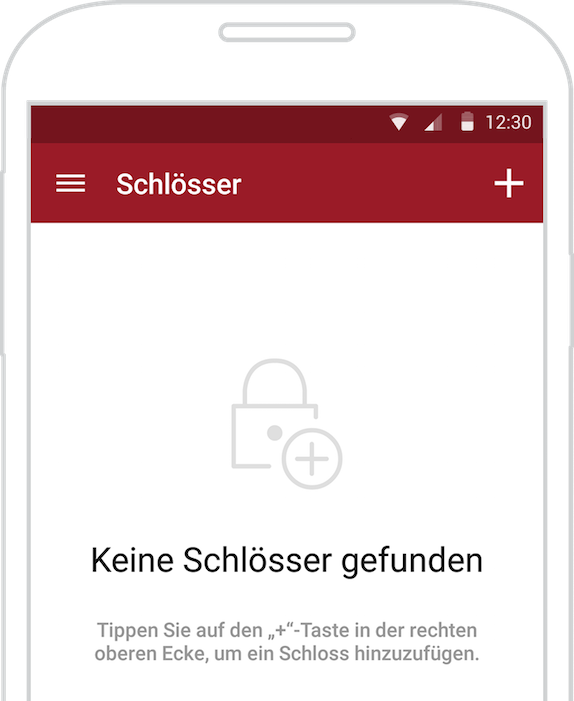 12:30
Schlösser
Keine Schlösser gefunden
Tippen Sie auf den „+“-Taste in der rechten
oberen Ecke, um ein Schloss hinzuzufügen.